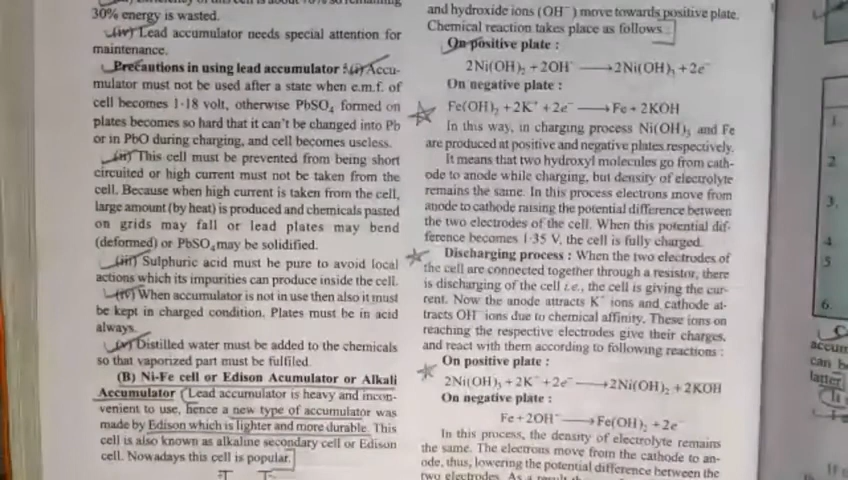 30% energy is wasted.
(iv) Lead accumulator needs special attention for
maintenance.
Precautions in using lead accumulator : (i) Accu-
mulator must not be used after a state when e.m.f. of
cell becomes 1·18 volt, otherwise PbSO₄ formed on
plates becomes so hard that it can't be changed into Pb
or in PbO during charging, and cell becomes useless.
(ii) This cell must be prevented from being short
circuited or high current must not be taken from the
cell. Because when high current is taken from the cell,
large amount (by heat) is produced and chemicals pasted
on grids may fall or lead plates may bend
(deformed) or PbSO₄ may be solidified.
(iii) Sulphuric acid must be pure to avoid local
actions which its impurities can produce inside the cell.
(iv) When accumulator is not in use then also it must
be kept in charged condition. Plates must be in acid
always.
(v) Distilled water must be added to the chemicals
so that vaporized part must be fulfilled.
(B) Ni-Fe cell or Edison Acumulator or Alkali
Accumulator (Lead accumulator is heavy and incon-
venient to use, hence a new type of accumulator was
made by Edison which is lighter and more durable. This
cell is also known as alkaline secondary cell or Edison
cell. Nowadays this cell is popular.
and hydroxide ions (OH⁻) move towards positive plate.
Chemical reaction takes place as follows :
On positive plate :
2Ni(OH)₂ + 2OH⁻ ⟶ 2Ni(OH)₃ + 2e⁻
On negative plate :
Fe(OH)₂ + 2K⁺ + 2e⁻ ⟶ Fe + 2KOH
In this way, in charging process Ni(OH)₃ and Fe
are produced at positive and negative plates respectively.
It means that two hydroxyl molecules go from cath-
ode to anode while charging, but density of electrolyte
remains the same. In this process electrons move from
anode to cathode raising the potential difference between
the two electrodes of the cell. When this potential dif-
ference becomes 1·35 V, the cell is fully charged.
Discharging process : When the two electrodes of
the cell are connected together through a resistor, there
is discharging of the cell i.e., the cell is giving the cur-
rent. Now the anode attracts K⁺ ions and cathode at-
tracts OH⁻ ions due to chemical affinity. These ions on
reaching the respective electrodes give their charges,
and react with them according to following reactions :
On positive plate :
2Ni(OH)₃ + 2K⁺ + 2e⁻ ⟶ 2Ni(OH)₂ + 2KOH
On negative plate :
Fe + 2OH⁻ ⟶ Fe(OH)₂ + 2e⁻
In this process, the density of electrolyte remains
the same. The electrons move from the cathode to an-
ode, thus, lowering the potential difference between the
two electrodes. As a result the
1.
2.
3.
4.
5
6.
accum
can b
latter